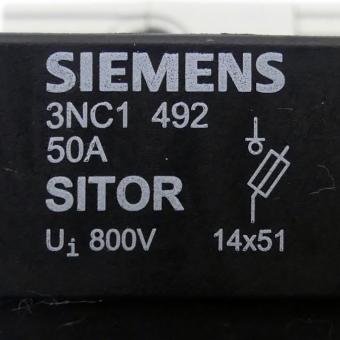 SIEMENS
3NC1 492
50A
SITOR
Ui 800V 14x51